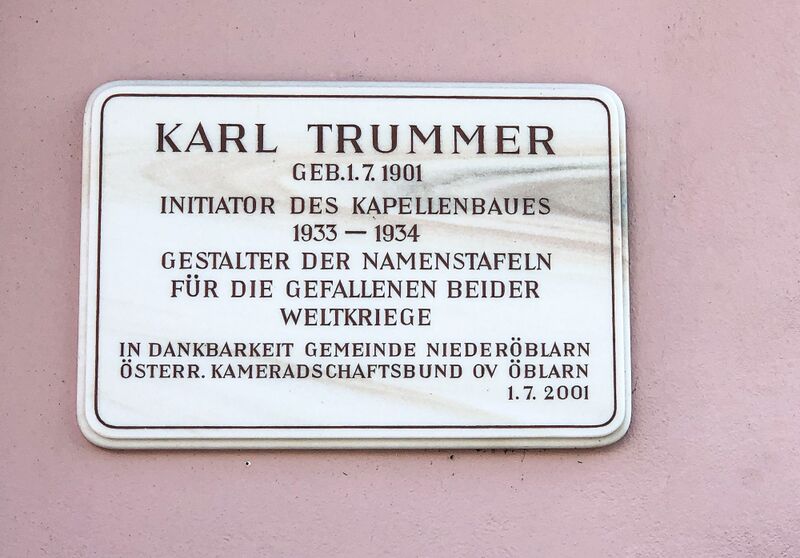 KARL TRUMMER
GEB.1.7.1901
INITIATOR DES KAPELLENBAUES
1933 — 1934
GESTALTER DER NAMENSTAFELN
FÜR DIE GEFALLENEN BEIDER
WELTKRIEGE
IN DANKBARKEIT GEMEINDE NIEDERÖBLARN
ÖSTERR. KAMERADSCHAFTSBUND OV ÖBLARN
1.7. 2001